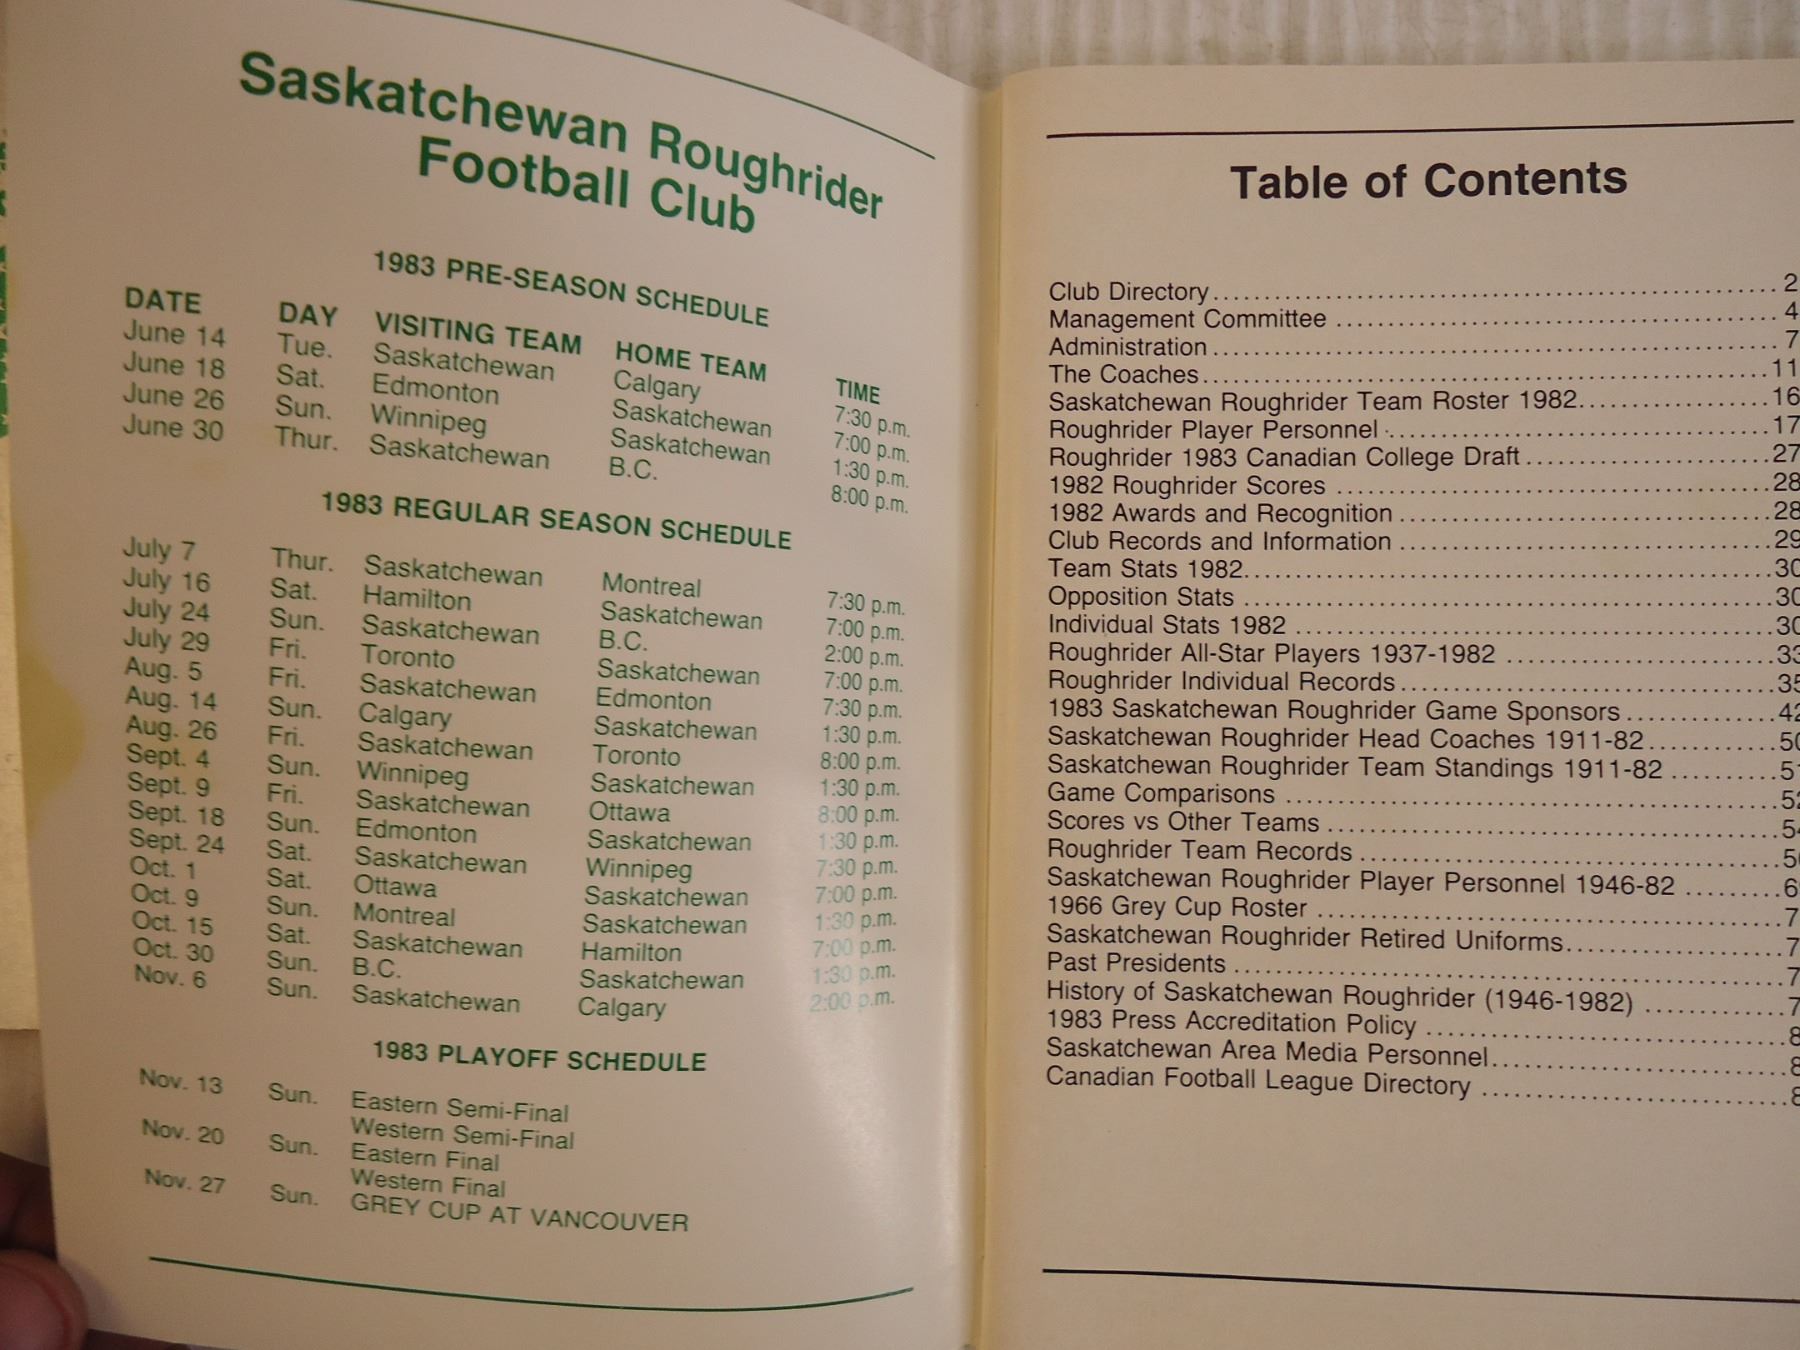 Saskatchewan Roughrider
Football Club
1983 PRE-SEASON SCHEDULE
DATE DAY VISITING TEAM HOME TEAM TIME
June 14 Tue. Saskatchewan Calgary 7:30 p.m.
June 18 Sat. Edmonton Saskatchewan 7:00 p.m.
June 26 Sun. Winnipeg Saskatchewan 1:30 p.m.
June 30 Thur. Saskatchewan B.C. 8:00 p.m.
1983 REGULAR SEASON SCHEDULE
July 7 Thur. Saskatchewan Montreal 7:30 p.m.
July 16 Sat. Hamilton Saskatchewan 7:00 p.m.
July 24 Sun. Saskatchewan B.C. 2:00 p.m.
July 29 Fri. Toronto Saskatchewan 7:00 p.m.
Aug. 5 Fri. Saskatchewan Edmonton 7:30 p.m.
Aug. 14 Sun. Calgary Saskatchewan 1:30 p.m.
Aug. 26 Fri. Saskatchewan Toronto 8:00 p.m.
Sept. 4 Sun. Winnipeg Saskatchewan 1:30 p.m.
Sept. 9 Fri. Saskatchewan Ottawa 8:00 p.m.
Sept. 18 Sun. Edmonton Saskatchewan 1:30 p.m.
Sept. 24 Sat. Saskatchewan Winnipeg 7:30 p.m.
Oct. 1 Sat. Ottawa Saskatchewan 7:00 p.m.
Oct. 9 Sun. Montreal Saskatchewan 1:30 p.m.
Oct. 15 Sat. Saskatchewan Hamilton 7:00 p.m.
Oct. 30 Sun. B.C. Saskatchewan 1:30 p.m.
Nov. 6 Sun. Saskatchewan Calgary 2:00 p.m.
1983 PLAYOFF SCHEDULE
Nov. 13 Sun. Eastern Semi-Final
Western Semi-Final
Nov. 20 Sun. Eastern Final
Western Final
Nov. 27 Sun. GREY CUP AT VANCOUVER
Table of Contents
Club Directory 2
Management Committee 4
Administration 7
The Coaches 11
Saskatchewan Roughrider Team Roster 1982 16
Roughrider Player Personnel 17
Roughrider 1983 Canadian College Draft 27
1982 Roughrider Scores 28
1982 Awards and Recognition 28
Club Records and Information 29
Team Stats 1982 30
Opposition Stats 30
Individual Stats 1982 30
Roughrider All-Star Players 1937-1982 33
Roughrider Individual Records 35
1983 Saskatchewan Roughrider Game Sponsors 42
Saskatchewan Roughrider Head Coaches 1911-82 50
Saskatchewan Roughrider Team Standings 1911-82 5
Game Comparisons 52
Scores vs Other Teams 54
Roughrider Team Records 5
Saskatchewan Roughrider Player Personnel 1946-82 6
1966 Grey Cup Roster 7
Saskatchewan Roughrider Retired Uniforms 7
Past Presidents 7
History of Saskatchewan Roughrider (1946-1982) 7
1983 Press Accreditation Policy 8
Saskatchewan Area Media Personnel 8
Canadian Football League Directory 8